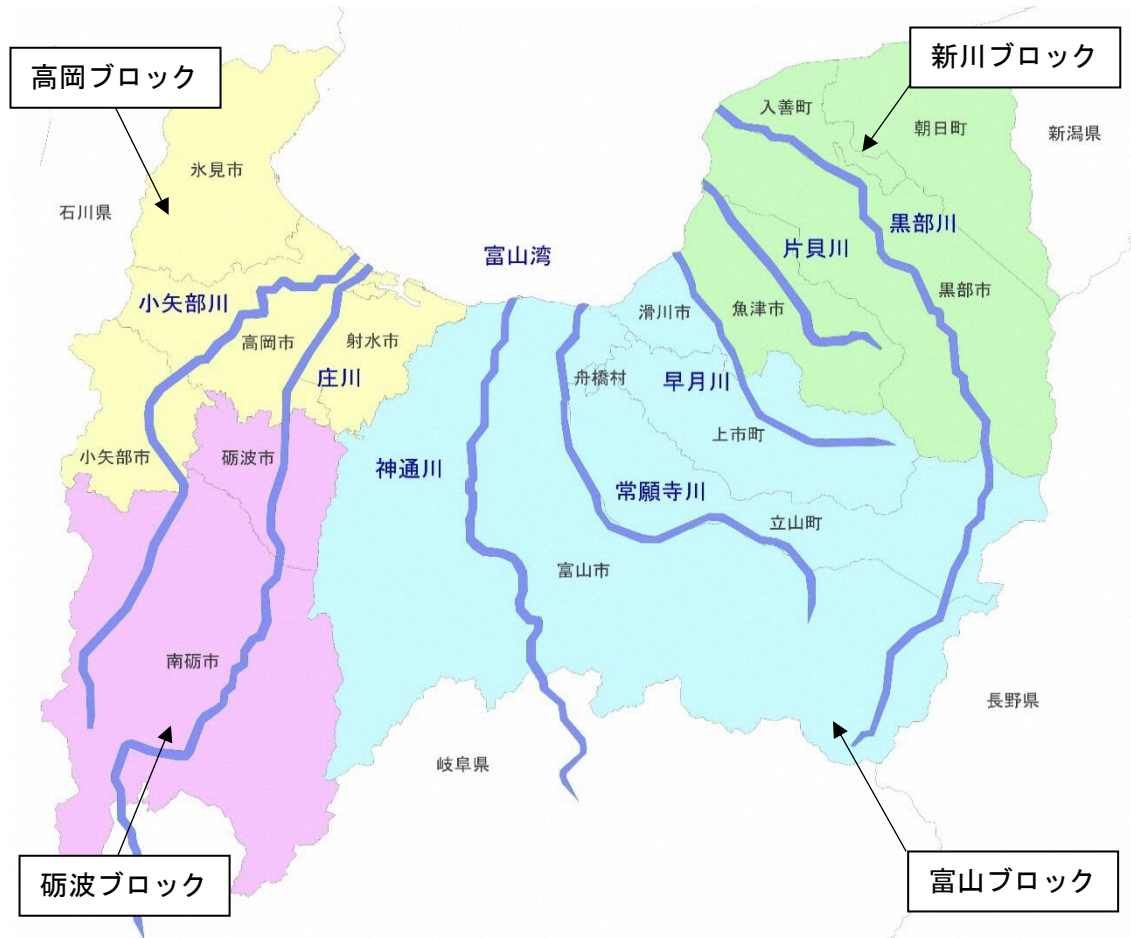 高岡ブロック
新川ブロック
入善町
朝日町
新潟県
氷見市
石川県
黒部川
片貝川
富山湾
黒部市
小矢部川
魚津市
滑川市
高岡市
射水市
庄川
舟橋村
早月川
上市町
小矢部市
砺波市
神通川
常願寺川
立山町
富山市
南砺市
長野県
岐阜県
砺波ブロック
富山ブロック